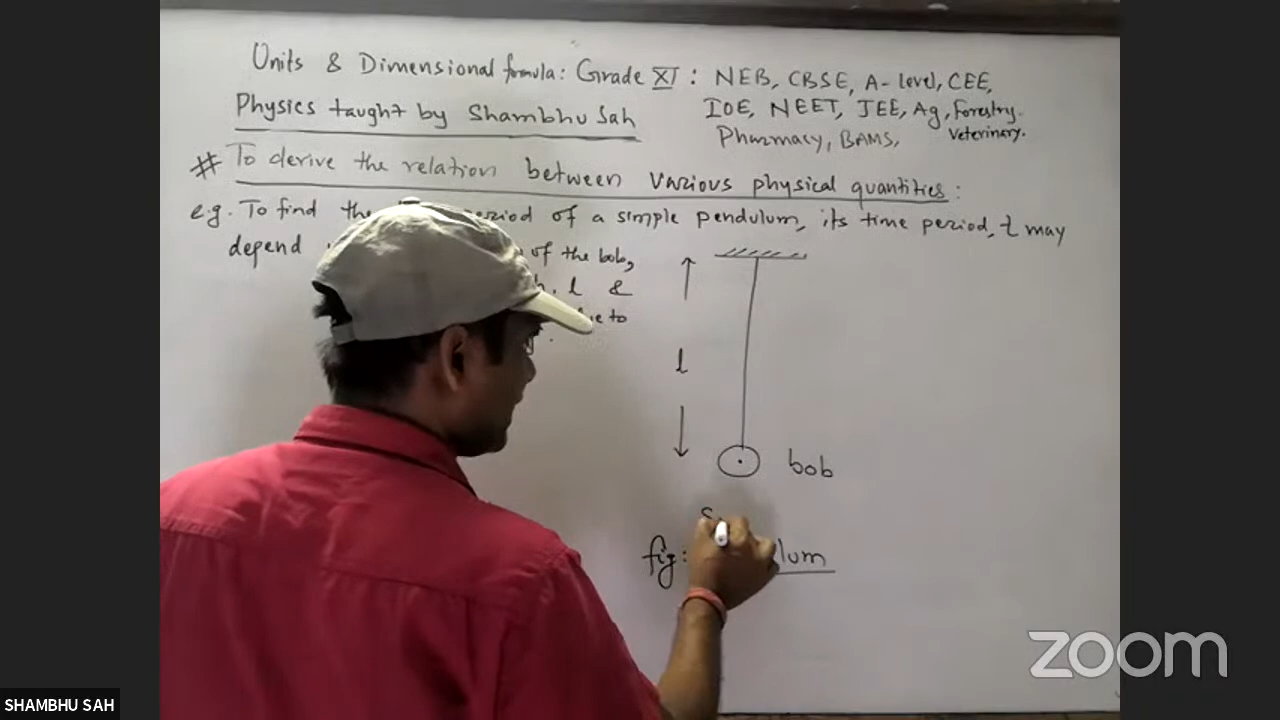 Units & Dimensional formula: Grade XI: NEB, CBSE, A-level, CEE,
Physics taught by Shambhu Sah
IOE, NEET, JEE, Ag, Forestry.
Pharmacy, BAMS,
Veterinary.
# To derive the relation between various physical quantities:
e.g. To find the period of a simple pendulum, its time period, t may
depend of the bob,
l &
to
l
bob
fig:
zoom
SHAMBHU SAH